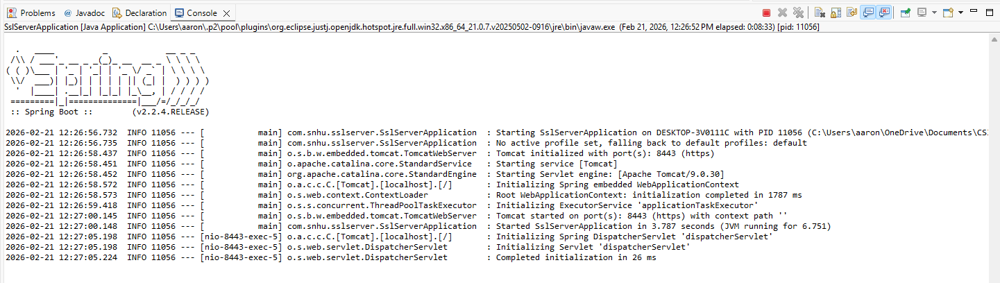 Problems @ Javadoc Declaration Console
SslServerApplication [Java Application] C:\Users\aaron\.p2\pool\plugins\org.eclipse.justj.openjdk.hotspot.jre.full.win32.x86_64_21.0.7.v20250502-0916\jre\bin\javaw.exe (Feb 21, 2026, 12:26:52 PM elapsed: 0:08:33) [pid: 11056]
  .   ____          _            __ _ _
 /\\ / ___'_ __ _ _(_)_ __  __ _ \ \ \ \
( ( )\___ | '_ | '_| | '_ \/ _` | \ \ \ \
 \\/  ___)| |_)| | | | | || (_| |  ) ) ) )
  '  |____| .__|_| |_|_| |_\__, | / / / /
 =========|_|==============|___/=/_/_/_/
 :: Spring Boot ::        (v2.2.4.RELEASE)
2026-02-21 12:26:56.732  INFO 11056 --- [           main] com.snhu.sslserver.SslServerApplication  : Starting SslServerApplication on DESKTOP-3V0111C with PID 11056 (C:\Users\aaron\OneDrive\Documents\CS
2026-02-21 12:26:56.735  INFO 11056 --- [           main] com.snhu.sslserver.SslServerApplication  : No active profile set, falling back to default profiles: default
2026-02-21 12:26:58.437  INFO 11056 --- [           main] o.s.b.w.embedded.tomcat.TomcatWebServer  : Tomcat initialized with port(s): 8443 (https)
2026-02-21 12:26:58.451  INFO 11056 --- [           main] o.apache.catalina.core.StandardService   : Starting service [Tomcat]
2026-02-21 12:26:58.452  INFO 11056 --- [           main] org.apache.catalina.core.StandardEngine  : Starting Servlet engine: [Apache Tomcat/9.0.30]
2026-02-21 12:26:58.572  INFO 11056 --- [           main] o.a.c.c.C.[Tomcat].[localhost].[/]       : Initializing Spring embedded WebApplicationContext
2026-02-21 12:26:58.573  INFO 11056 --- [           main] o.s.web.context.ContextLoader            : Root WebApplicationContext: initialization completed in 1787 ms
2026-02-21 12:26:59.418  INFO 11056 --- [           main] o.s.s.concurrent.ThreadPoolTaskExecutor  : Initializing ExecutorService 'applicationTaskExecutor'
2026-02-21 12:27:00.145  INFO 11056 --- [           main] o.s.b.w.embedded.tomcat.TomcatWebServer  : Tomcat started on port(s): 8443 (https) with context path ''
2026-02-21 12:27:00.148  INFO 11056 --- [           main] com.snhu.sslserver.SslServerApplication  : Started SslServerApplication in 3.787 seconds (JVM running for 6.751)
2026-02-21 12:27:05.198  INFO 11056 --- [nio-8443-exec-5] o.a.c.c.C.[Tomcat].[localhost].[/]       : Initializing Spring DispatcherServlet 'dispatcherServlet'
2026-02-21 12:27:05.198  INFO 11056 --- [nio-8443-exec-5] o.s.web.servlet.DispatcherServlet        : Initializing Servlet 'dispatcherServlet'
2026-02-21 12:27:05.224  INFO 11056 --- [nio-8443-exec-5] o.s.web.servlet.DispatcherServlet        : Completed initialization in 26 ms